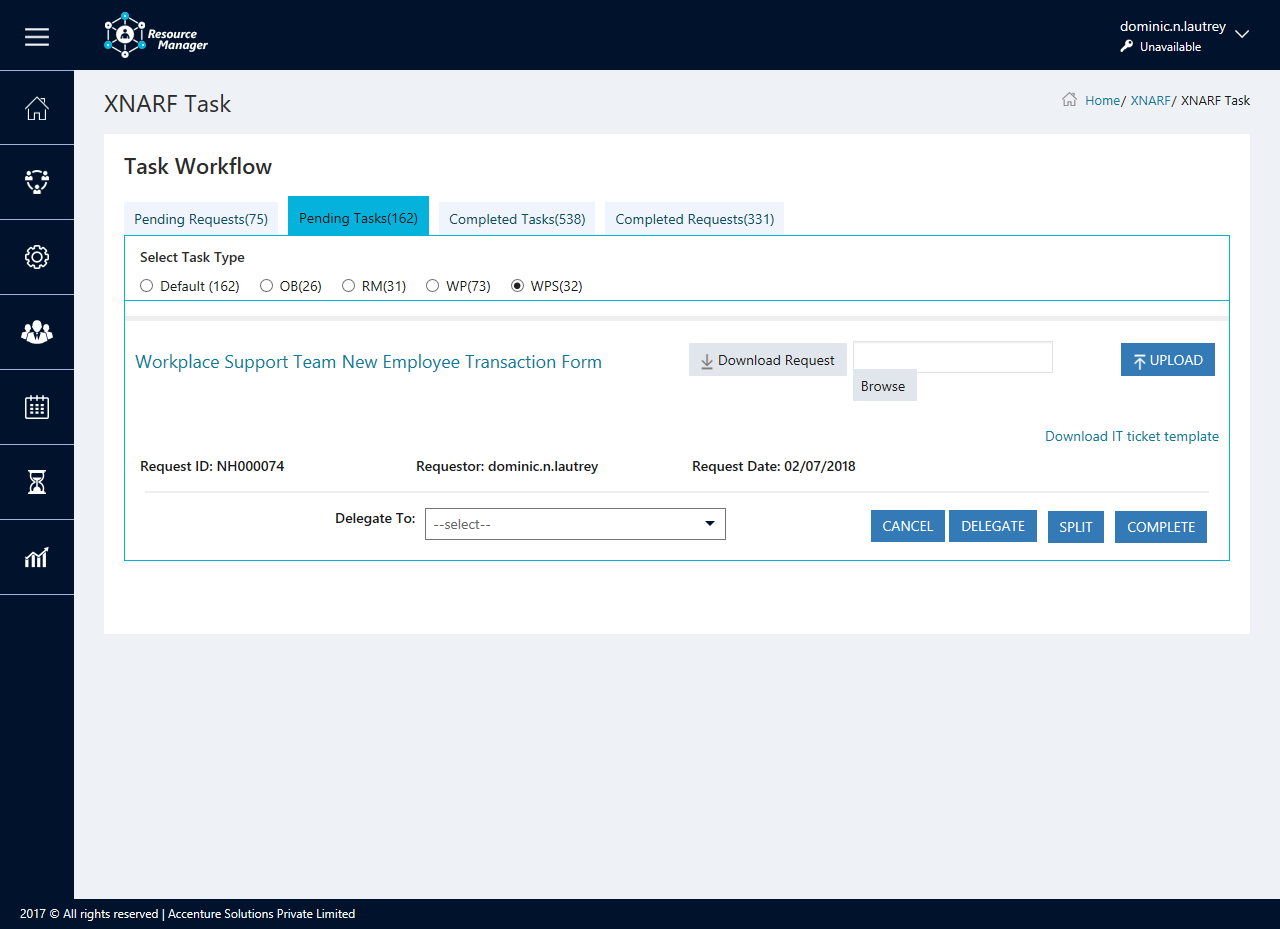 Resource
Manager
dominic.n.lautrey
Unavailable
XNARF Task
Home/ XNARF/ XNARF Task
Task Workflow
Pending Requests(75)
Pending Tasks(162)
Completed Tasks(538)
Completed Requests(331)
Select Task Type
Default (162)
OB(26)
RM(31)
WP(73)
WPS(32)
Workplace Support Team New Employee Transaction Form
Download Request
Browse
UPLOAD
Download IT ticket template
Request ID: NH000074
Requestor: dominic.n.lautrey
Request Date: 02/07/2018
Delegate To:
--select--
CANCEL
DELEGATE
SPLIT
COMPLETE
2017 © All rights reserved | Accenture Solutions Private Limited